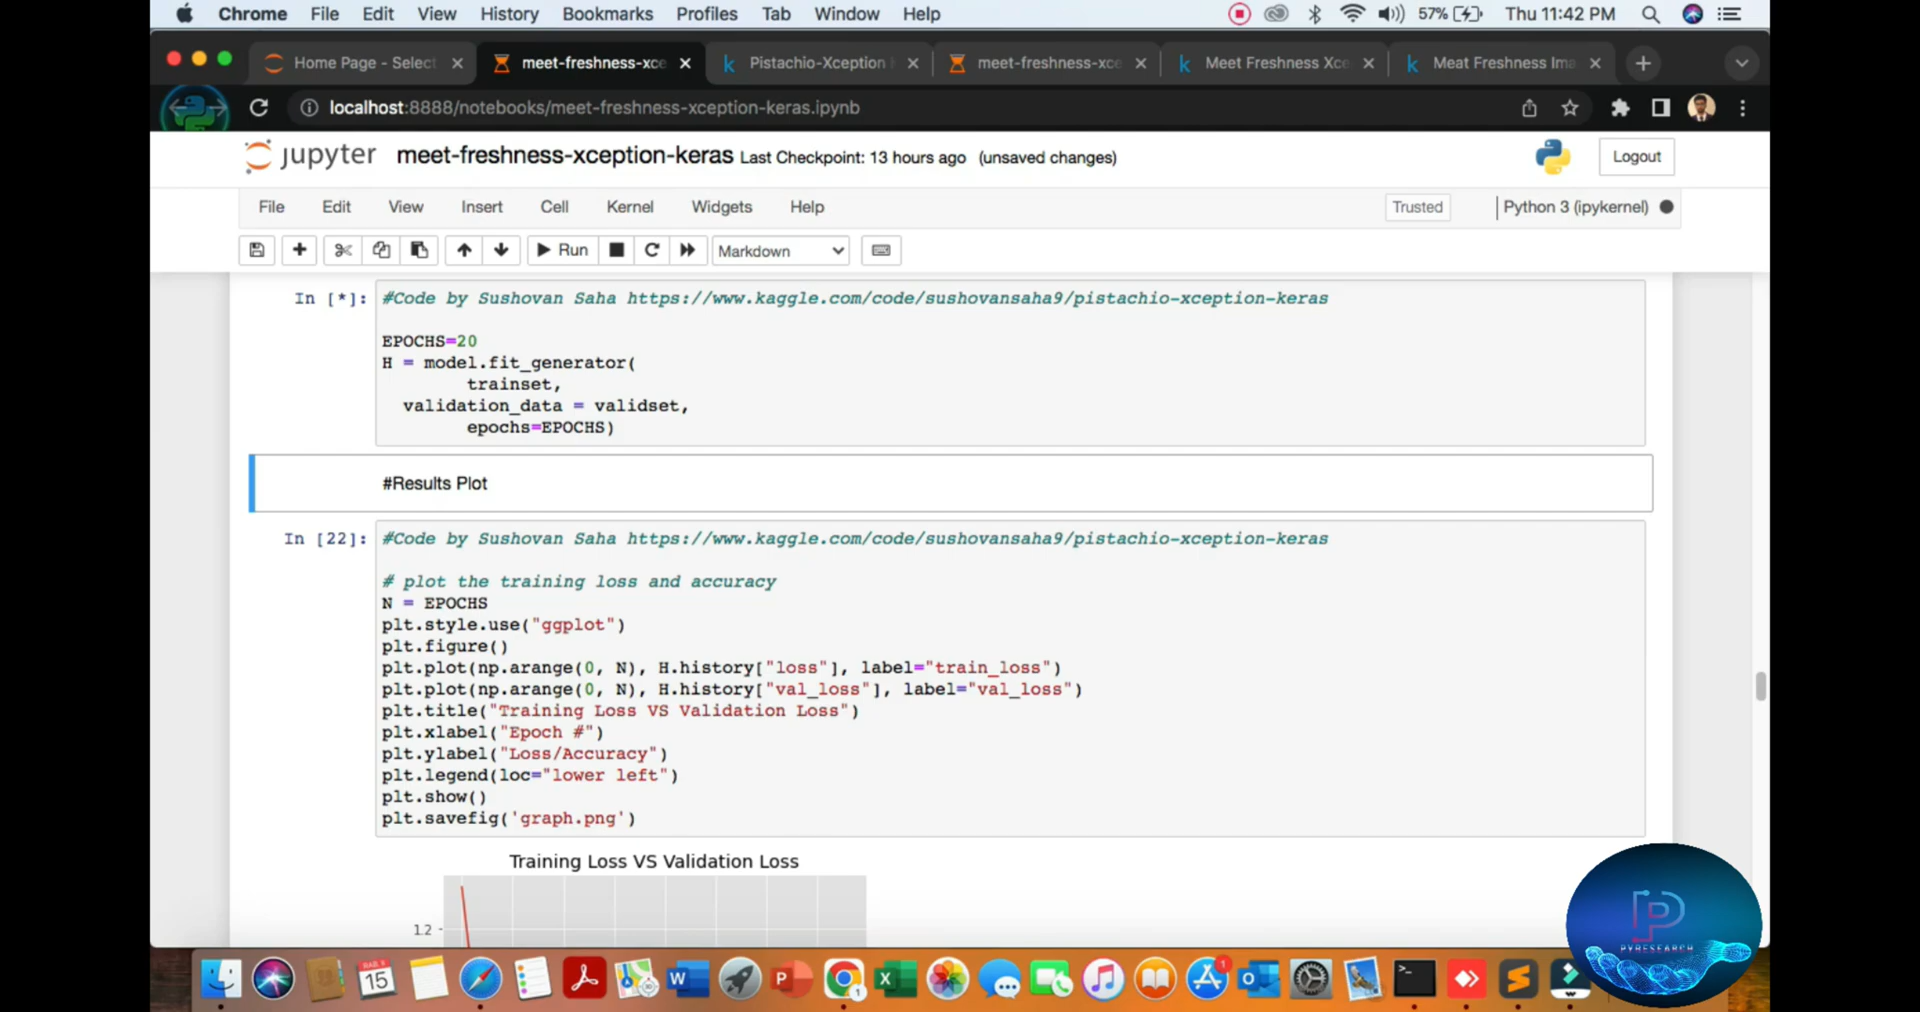 Chrome File Edit View History Bookmarks Profiles Tab Window Help 57% Thu 11:42 PM
Home Page - Select meet-freshness-xce Pistachio-Xception meet-freshness-xce Meet Freshness Xce Meat Freshness Ima
localhost:8888/notebooks/meet-freshness-xception-keras.ipynb
jupyter meet-freshness-xception-keras Last Checkpoint: 13 hours ago (unsaved changes) Logout
File Edit View Insert Cell Kernel Widgets Help Trusted Python 3 (ipykernel)
Run Markdown
In [*]: #Code by Sushovan Saha https://www.kaggle.com/code/sushovansaha9/pistachio-xception-keras
EPOCHS=20
H = model.fit_generator(
trainset,
validation_data = validset,
epochs=EPOCHS)
#Results Plot
In [22]: #Code by Sushovan Saha https://www.kaggle.com/code/sushovansaha9/pistachio-xception-keras
# plot the training loss and accuracy
N = EPOCHS
plt.style.use("ggplot")
plt.figure()
plt.plot(np.arange(0, N), H.history["loss"], label="train_loss")
plt.plot(np.arange(0, N), H.history["val_loss"], label="val_loss")
plt.title("Training Loss VS Validation Loss")
plt.xlabel("Epoch #")
plt.ylabel("Loss/Accuracy")
plt.legend(loc="lower left")
plt.show()
plt.savefig('graph.png')
Training Loss VS Validation Loss
1.2
PYRESEARCH
15